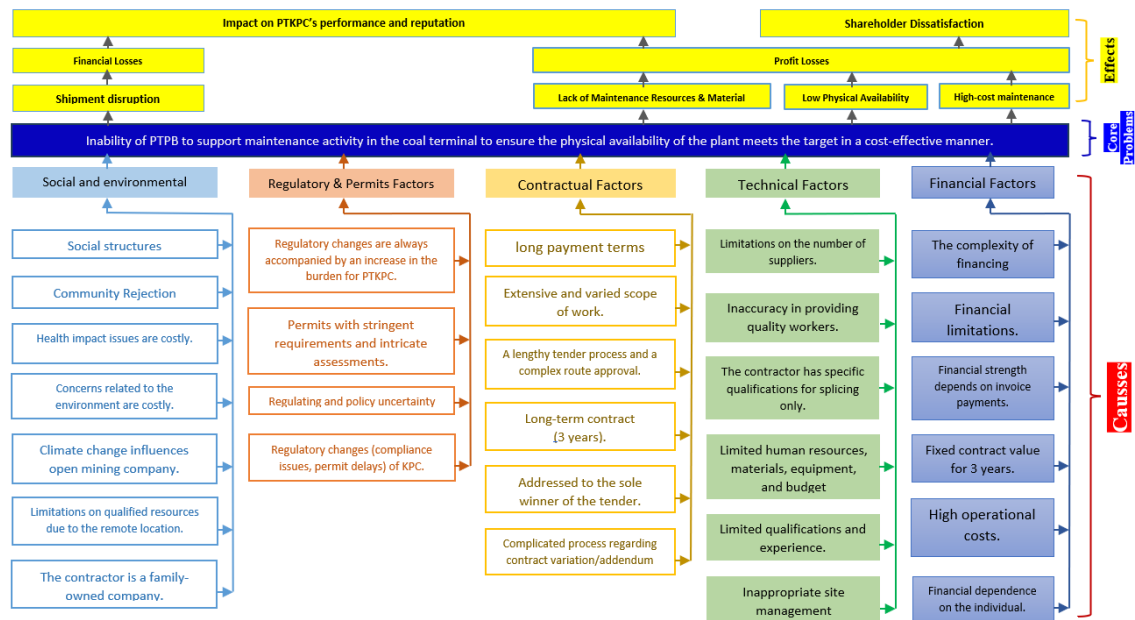 Impact on PTKPC's performance and reputation
Shareholder Dissatisfaction
Financial Losses
Profit Losses
Shipment disruption
Lack of Maintenance Resources & Material
Low Physical Availability
High-cost maintenance
Effects
Inability of PTPB to support maintenance activity in the coal terminal to ensure the physical availability of the plant meets the target in a cost-effective manner.
Core
Problems
Social and environmental
Social structures
Community Rejection
Health impact issues are costly.
Concerns related to the
environment are costly.
Climate change influences
open mining company.
Limitations on qualified resources
due to the remote location.
The contractor is a family-
owned company.
Regulatory & Permits Factors
Regulatory changes are always
accompanied by an increase in the
burden for PTKPC.
Permits with stringent
requirements and intricate
assessments.
Regulating and policy uncertainty
Regulatory changes (compliance
issues, permit delays) of KPC.
Contractual Factors
long payment terms
Extensive and varied scope
of work.
A lengthy tender process and a
complex route approval.
Long-term contract
(3 years).
Addressed to the sole
winner of the tender.
Complicated process regarding
contract variation/addendum
Technical Factors
Limitations on the number of
suppliers.
Inaccuracy in providing
quality workers.
The contractor has specific
qualifications for splicing
only.
Limited human resources,
materials, equipment,
and budget
Limited qualifications and
experience.
Inappropriate site
management
Financial Factors
The complexity of
financing
Financial
limitations.
Financial strength
depends on invoice
payments.
Fixed contract value
for 3 years.
High operational
costs.
Financial dependence
on the individual.
Causses